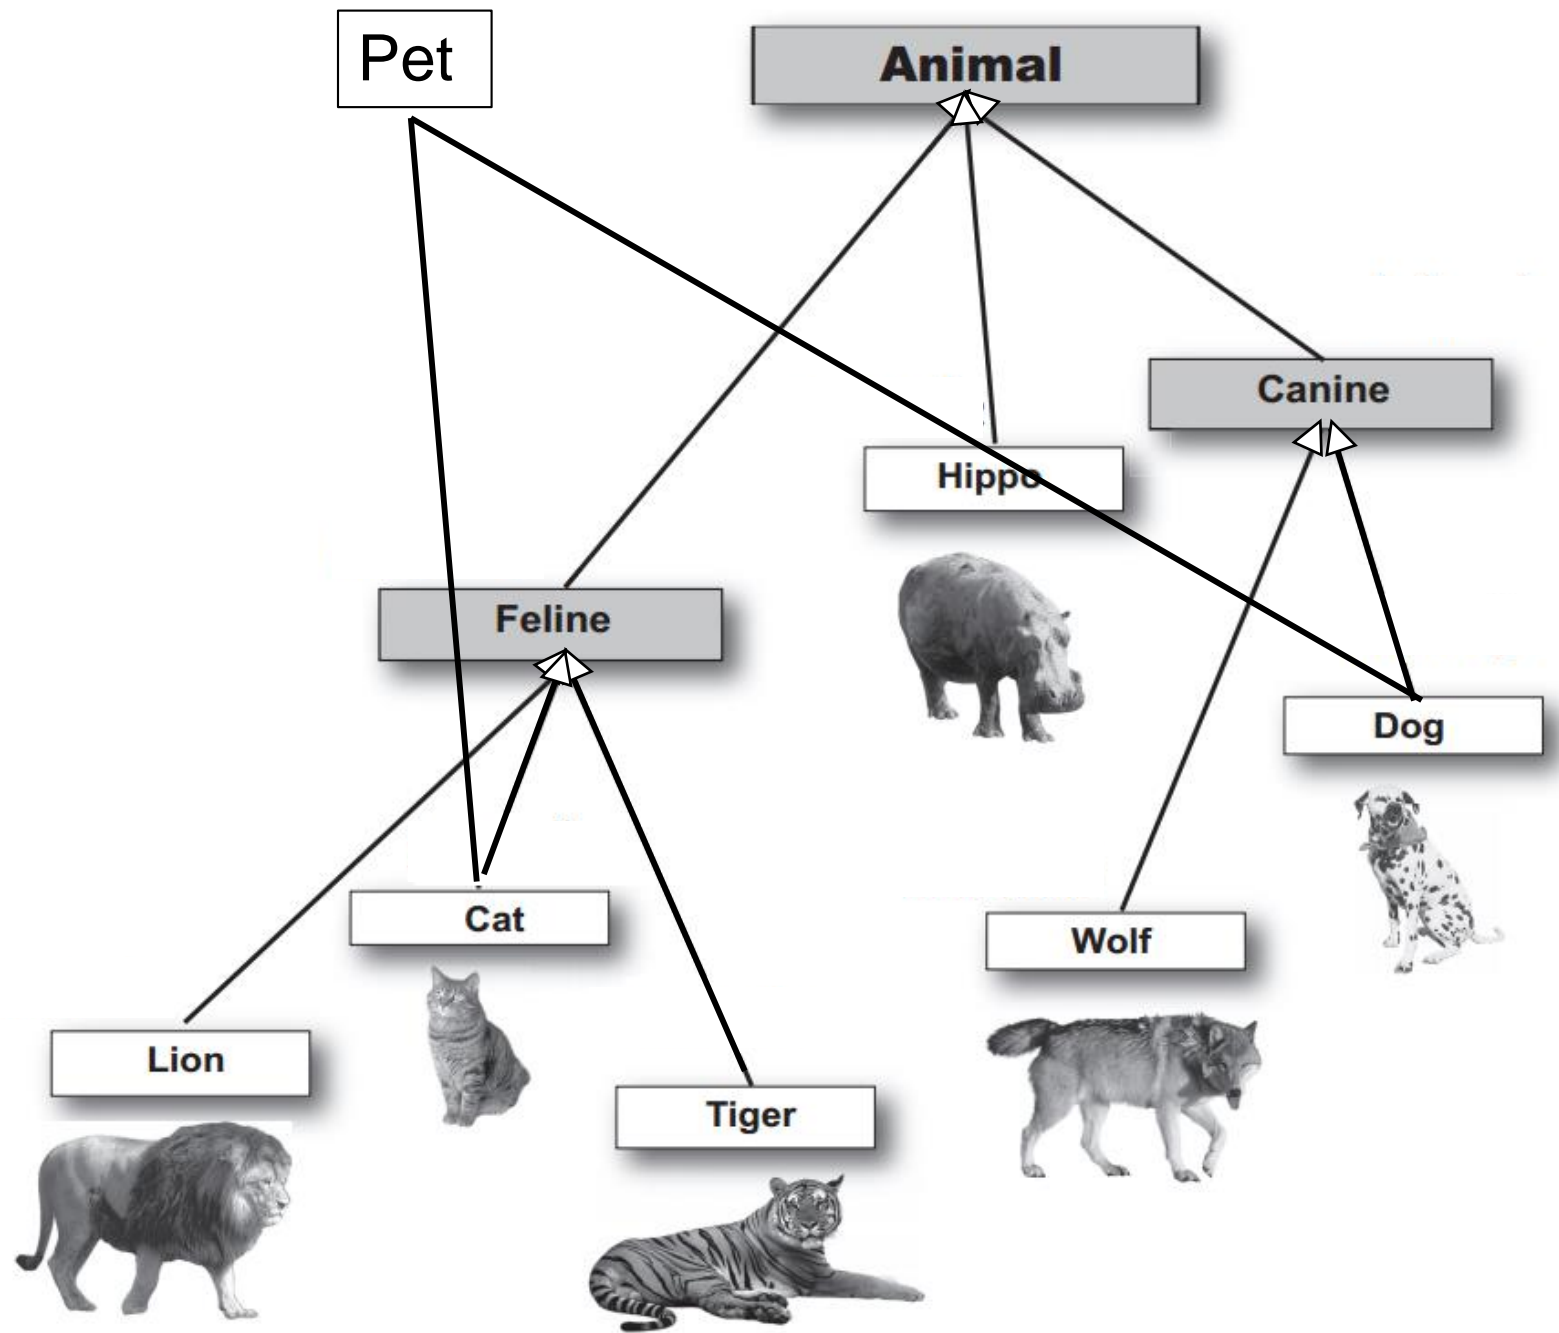 Pet
Animal
Canine
Hippo
Feline
Dog
Cat
Wolf
Lion
Tiger